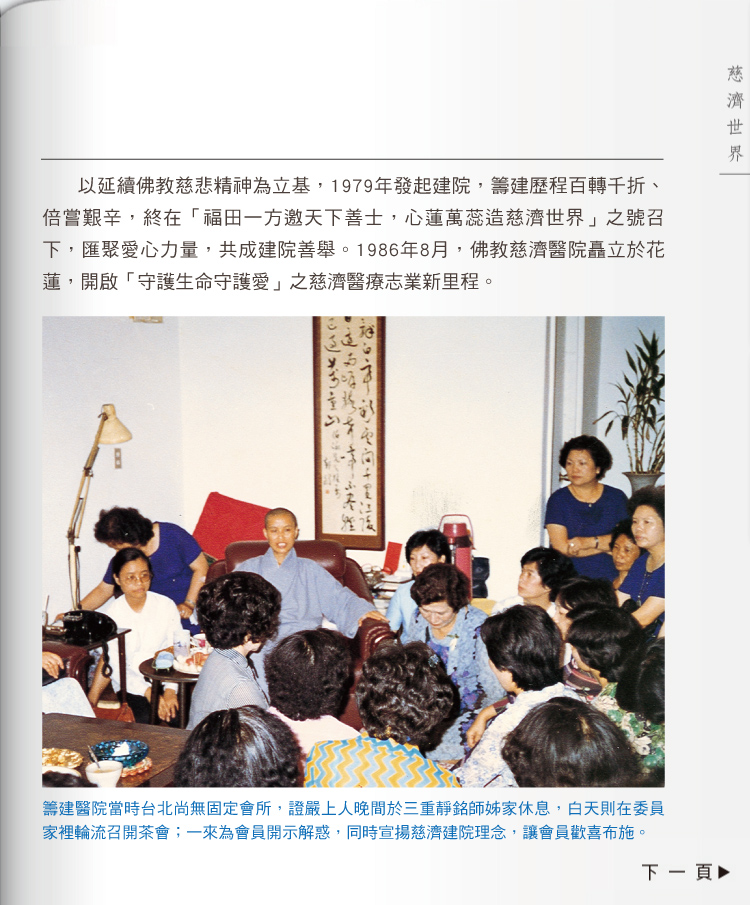 慈濟世界
以延續佛教慈悲精神為立基，1979年發起建院，籌建歷程百轉千折、
倍嘗艱辛，終在「福田一方邀天下善士，心蓮萬蕊造慈濟世界」之號召
下，匯聚愛心力量，共成建院善舉。1986年8月，佛教慈濟醫院矗立於花
蓮，開啟「守護生命守護愛」之慈濟醫療志業新里程。
籌建醫院當時台北尚無固定會所，證嚴上人晚間於三重靜銘師姊家休息，白天則在委員
家裡輪流召開茶會；一來為會員開示解惑，同時宣揚慈濟建院理念，讓會員歡喜布施。
下一頁▶